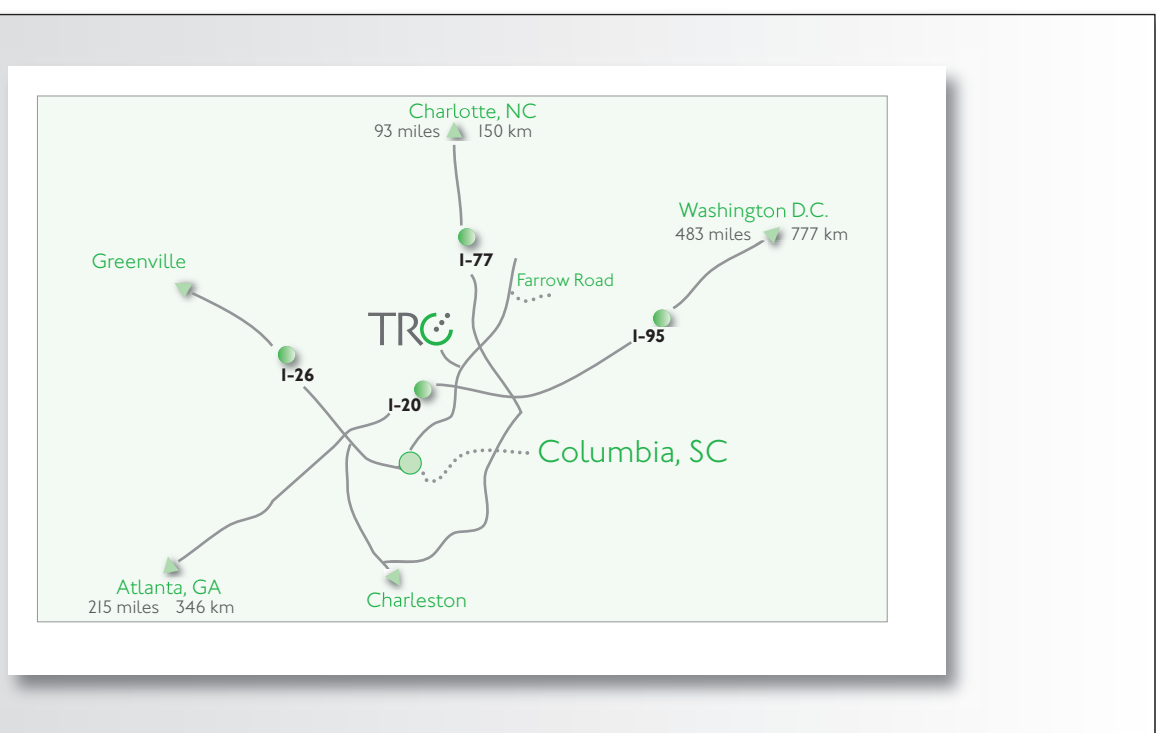 Charlotte, NC
93 miles 150 km
Washington D.C.
483 miles 777 km
Greenville
I-77
Farrow Road
TRC
I-95
I-26
I-20
Columbia, SC
Atlanta, GA
215 miles 346 km
Charleston